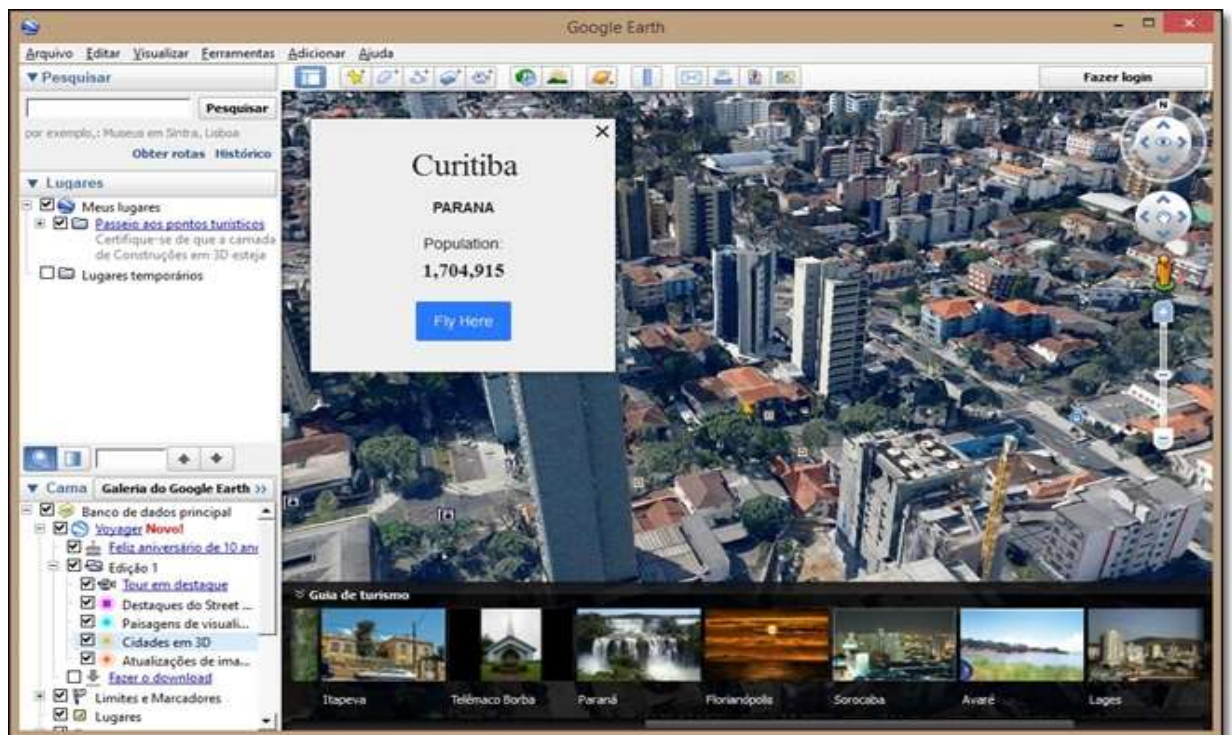 Google Earth
Arquivo Editar Visualizar Ferramentas Adicionar Ajuda
▼ Pesquisar
Fazer login
Pesquisar
por exemplo,: Museus em Sintra, Lisboa
Obter rotas Histórico
▼ Lugares
Meus lugares
Passeio aos pontos turísticos
Certifique-se de que a camada
de Construções em 3D esteja
Lugares temporários
N
Curitiba
PARANA
Population:
1,704,915
Fly Here
▼ Cama Galeria do Google Earth >>
Banco de dados principal
Voyager Novo!
Feliz aniversário de 10 an
Edição 1
Tour em destaque
Destaques do Street ...
Paisagens de visuali...
Cidades em 3D
Atualizações de ima...
Fazer o download
Limites e Marcadores
Lugares
Guia de turismo
Itapeva Telêmaco Borba Paraná Florianópolis Sorocaba Avaré Lages